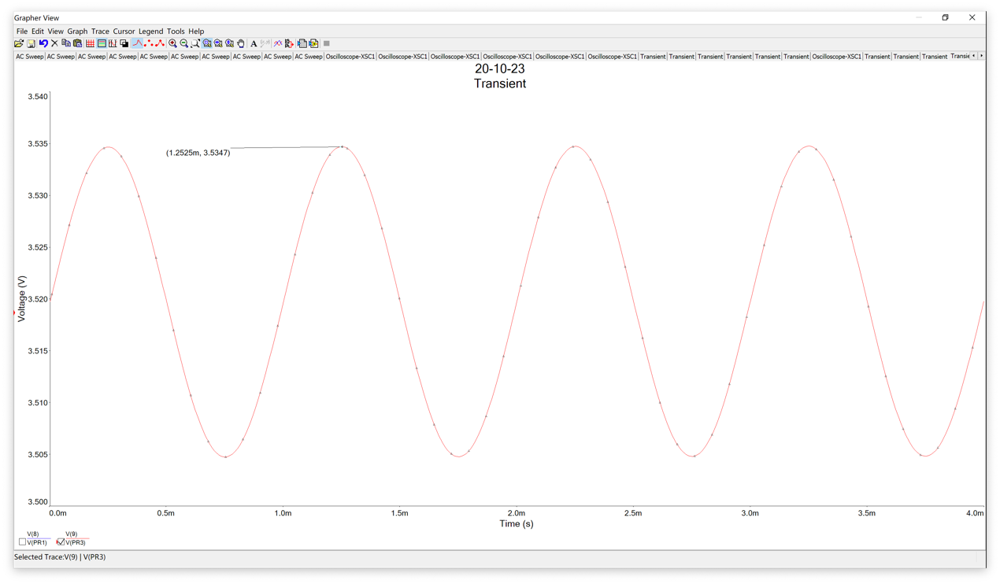 Grapher View
File Edit View Graph Trace Cursor Legend Tools Help
A
AC Sweep AC Sweep AC Sweep AC Sweep AC Sweep AC Sweep AC Sweep AC Sweep AC Sweep AC Sweep Oscilloscope-XSC1 Oscilloscope-XSC1 Oscilloscope-XSC1 Oscilloscope-XSC1 Oscilloscope-XSC1 Oscilloscope-XSC1 Transient Transient Transient Transient Transient Transient Oscilloscope-XSC1 Transient Transient Transient Transie
20-10-23
Transient
3.540
3.535
(1.2525m, 3.5347)
3.530
3.525
3.520
Voltage (V)
3.515
3.510
3.505
3.500
0.0m 0.5m 1.0m 1.5m 2.0m 2.5m 3.0m 3.5m 4.0m
Time (s)
V(8) V(9)
V(PR1) V(PR3)
Selected Trace:V(9) | V(PR3)